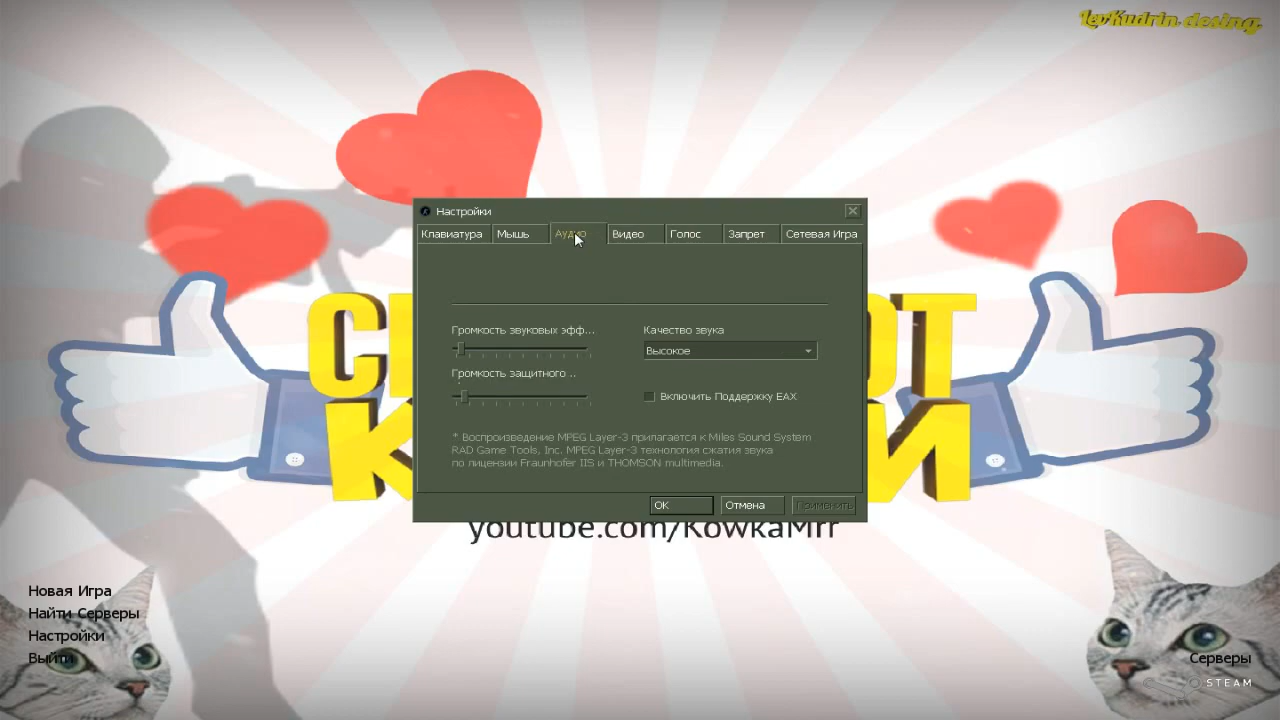 LevKudrin desing.
Настройки
Клавиатура Мышь Аудио Видео Голос Запрет Сетевая Игра
Громкость звуковых эфф... Качество звука
Высокое
Громкость защитного ..
Включить Поддержку EAX
* Воспроизведение MPEG Layer-3 прилагается к Miles Sound System
RAD Game Tools, Inc. MPEG Layer-3 технология сжатия звука
по лицензии Fraunhofer IIS и THOMSON multimedia.
OK Отмена Применить
youtube.com/KowkaMrr
Новая Игра
Найти Серверы
Настройки
Выйти
Серверы
STEAM